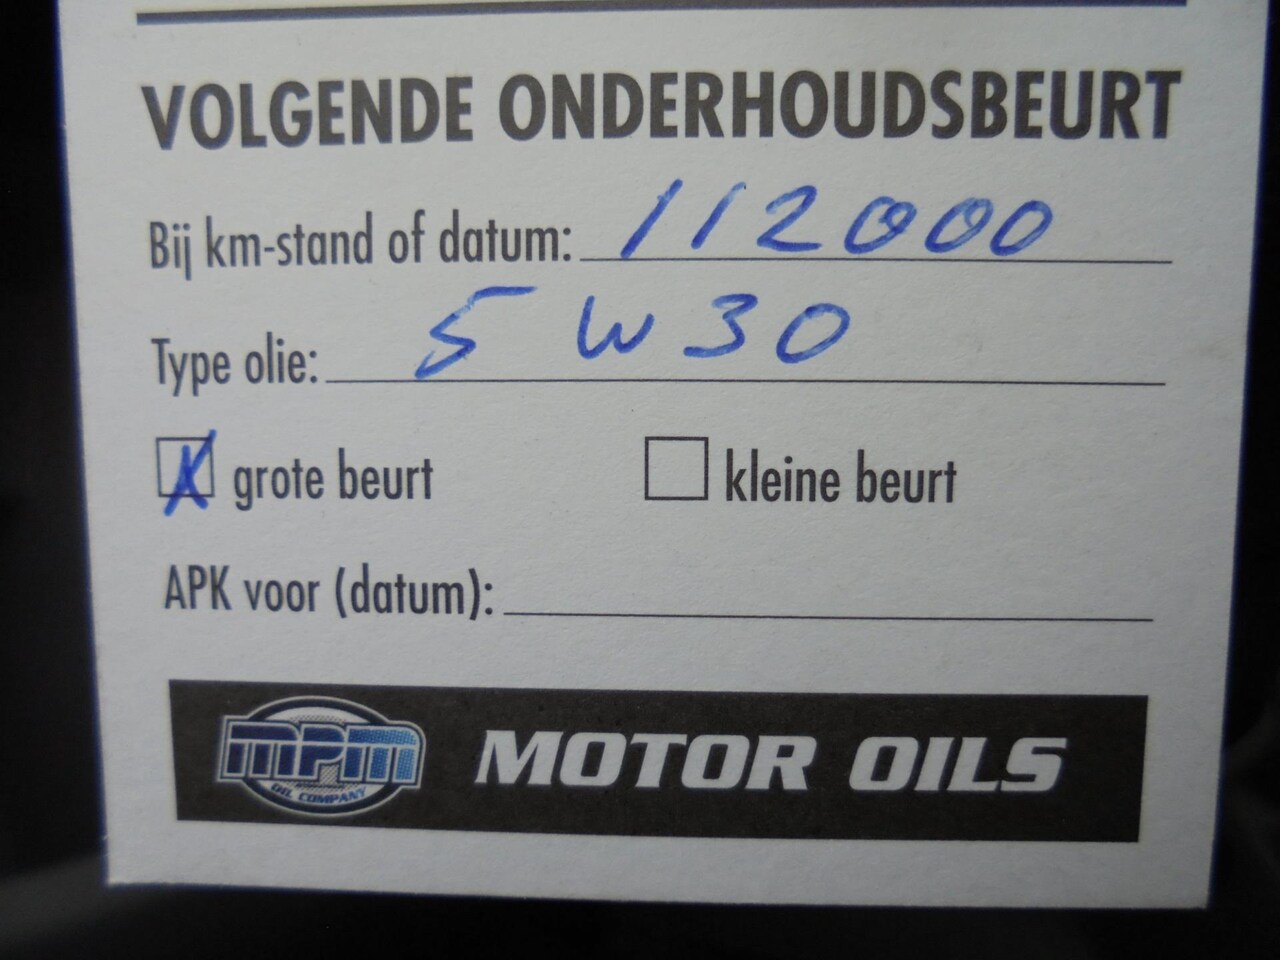 VOLGENDE ONDERHOUDSBEURT
Bij km-stand of datum: 112000
Type olie: 5 W 30
grote beurt kleine beurt
APK voor (datum):
MPM OIL COMPANY MOTOR OILS